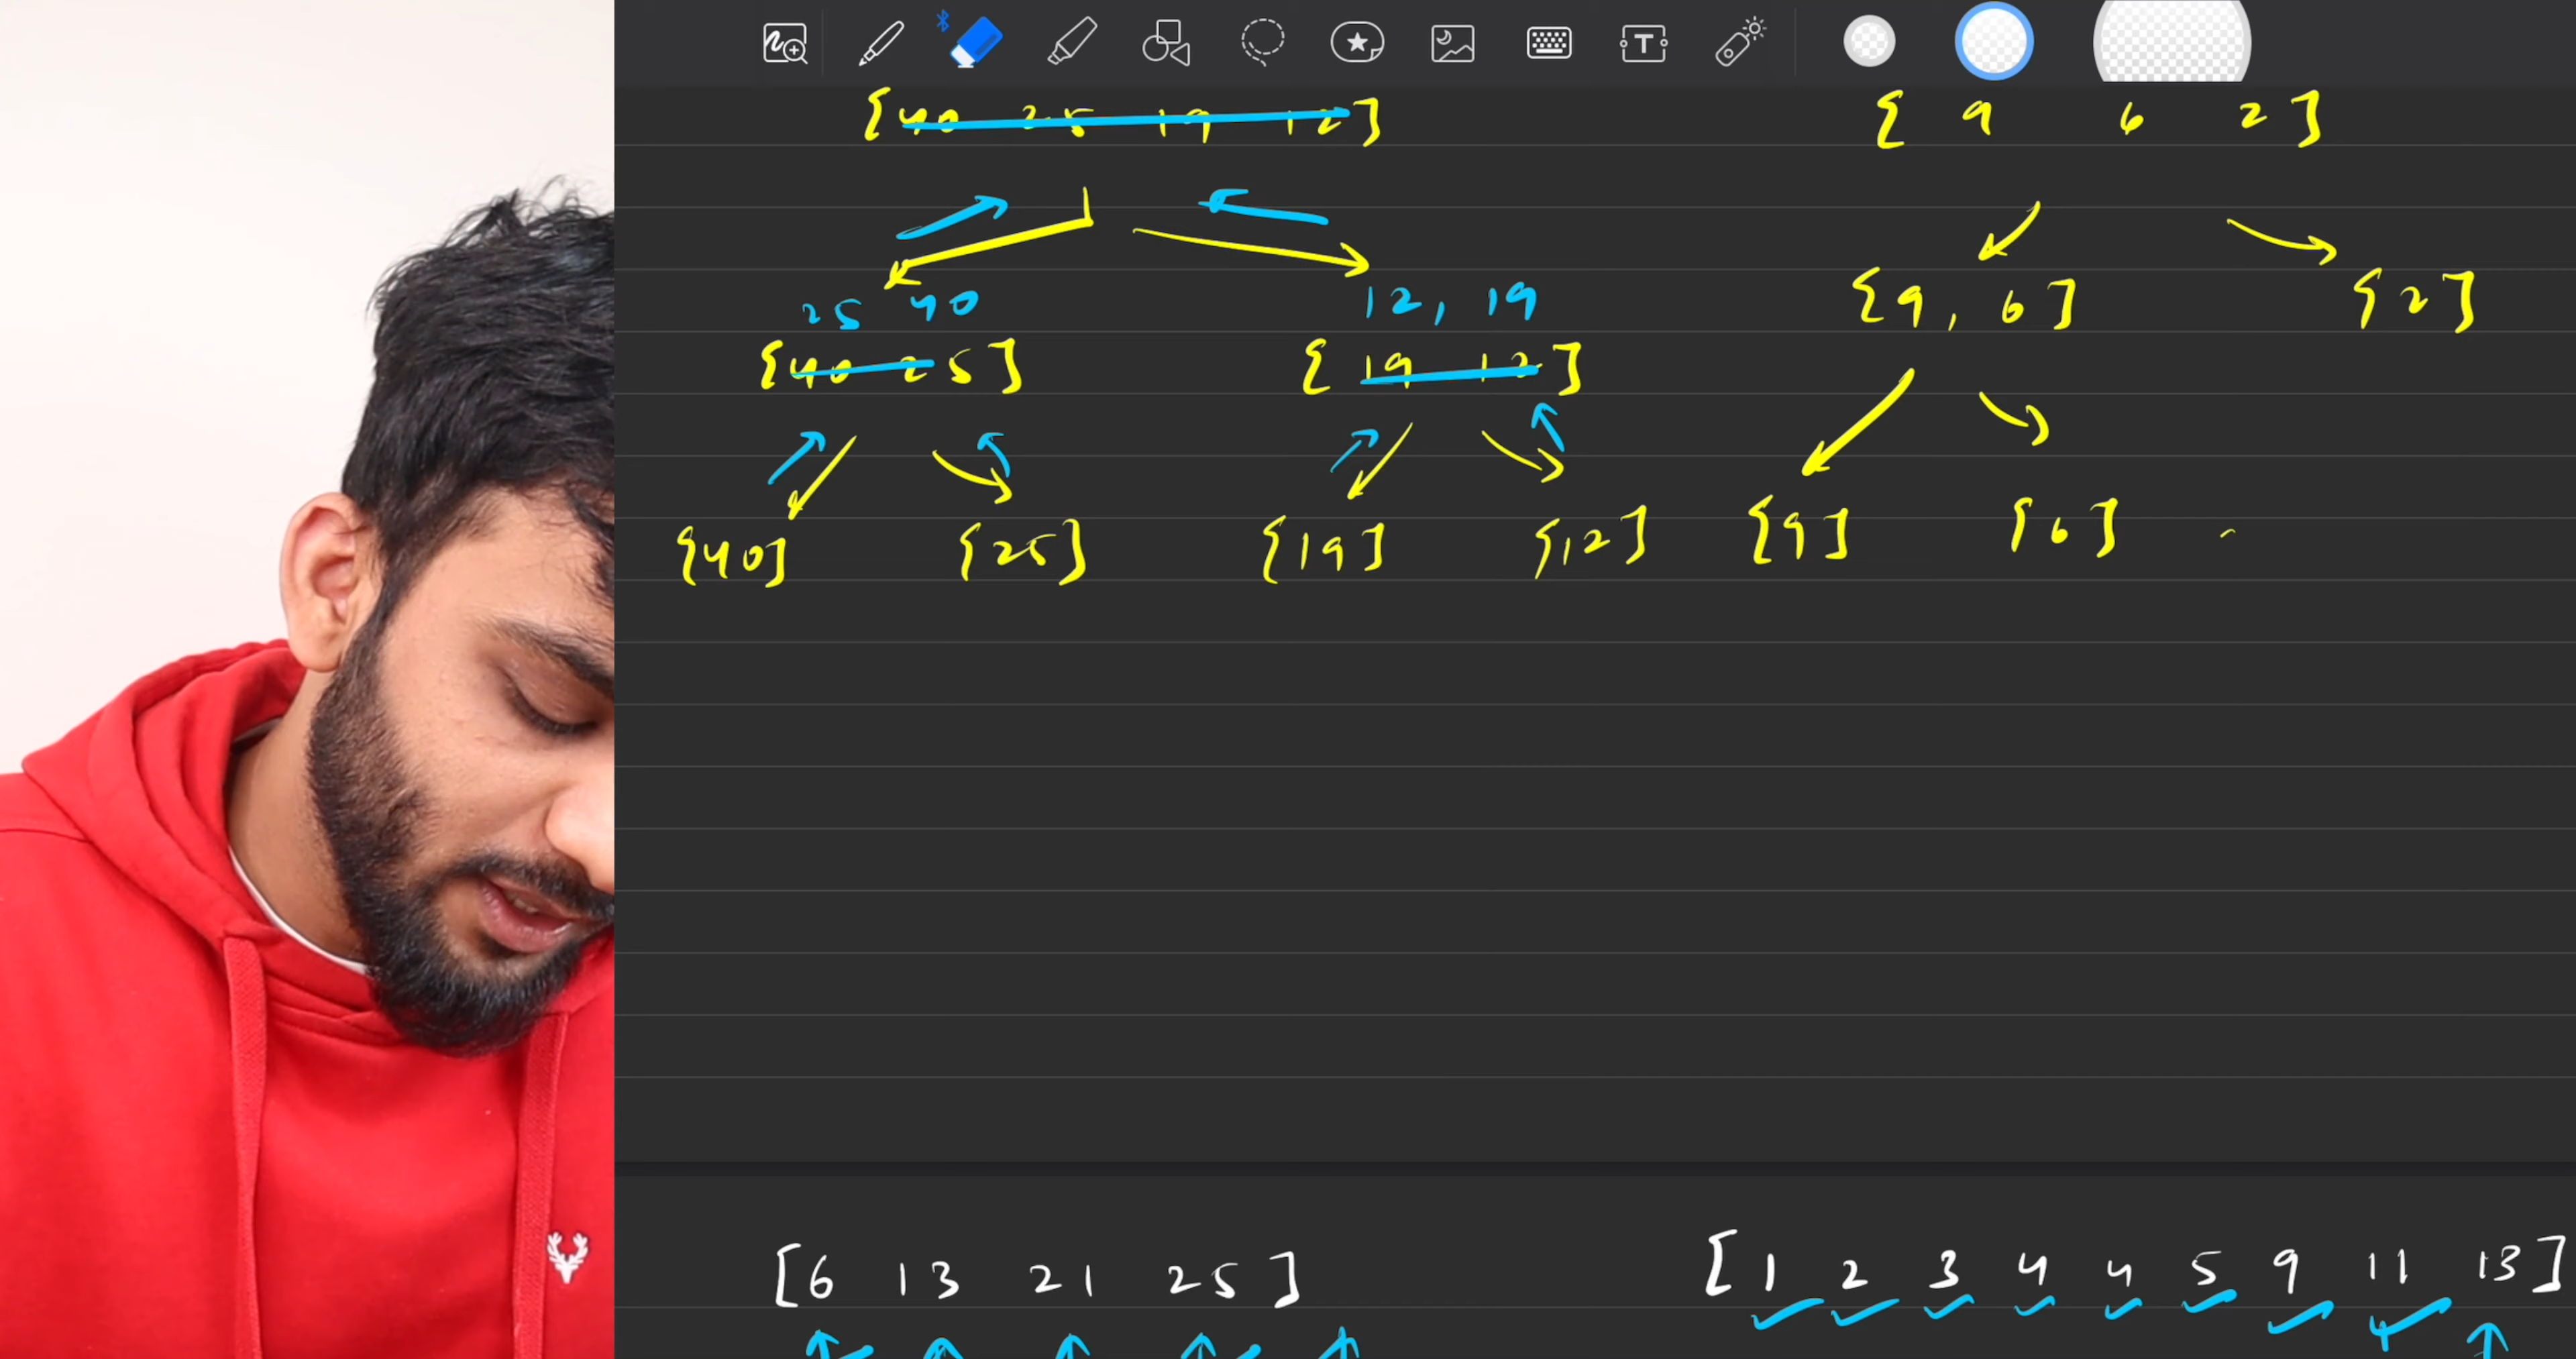 {40 25 19 12] { 9 6 2]
25 40 12, 19 {9, 6] {2]
{40 25] { 19 12]
{40] {25] {19] {12] {9] {6]
[6 13 21 25 ] [1 2 3 4 4 5 9 11 13]